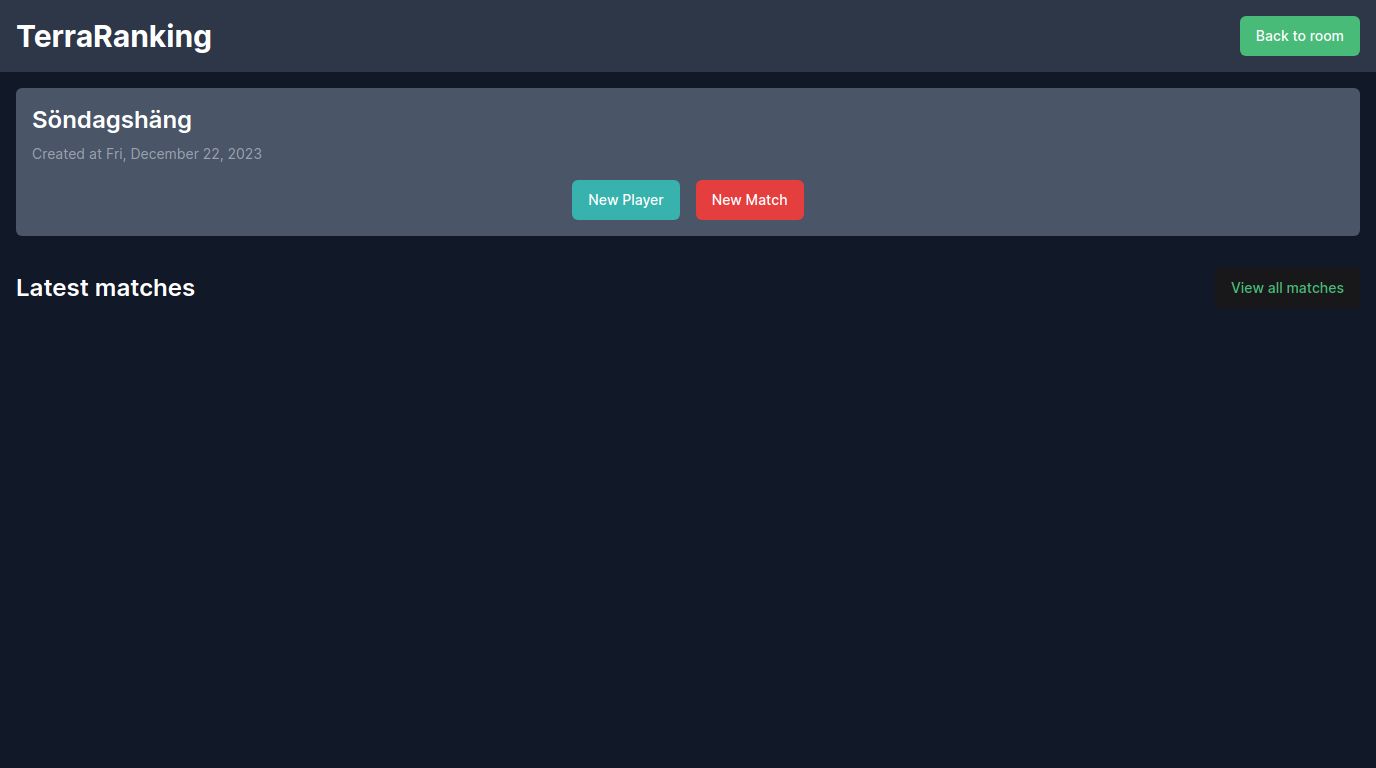 TerraRanking
Back to room
Söndagshäng
Created at Fri, December 22, 2023
New Player
New Match
Latest matches
View all matches